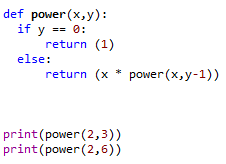 def power(x,y):
  if y == 0:
      return (1)
  else:
      return (x * power(x,y-1))
print(power(2,3))
print(power(2,6))